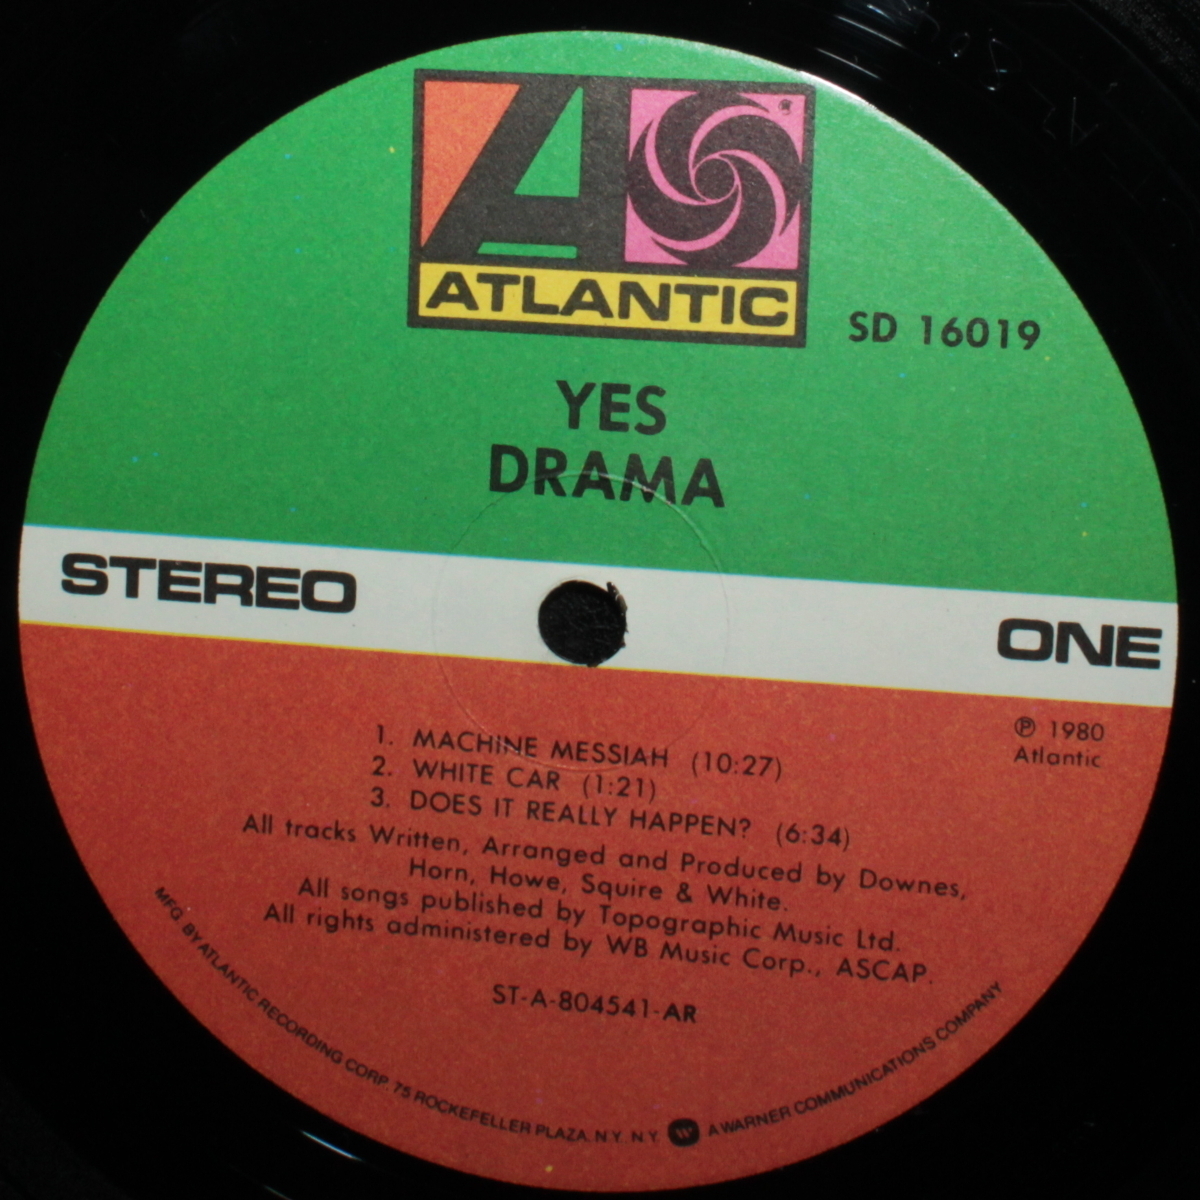 ATLANTIC
SD 16019
YES
DRAMA
STEREO
ONE
℗ 1980
Atlantic
1. MACHINE MESSIAH (10:27)
2. WHITE CAR (1:21)
3. DOES IT REALLY HAPPEN? (6:34)
All tracks Written, Arranged and Produced by Downes,
Horn, Howe, Squire & White.
All songs published by Topographic Music Ltd.
All rights administered by WB Music Corp., ASCAP.
ST-A-804541-AR
MFG. BY ATLANTIC RECORDING CORP. 75 ROCKEFELLER PLAZA. N.Y. N.Y. A WARNER COMMUNICATIONS COMPANY